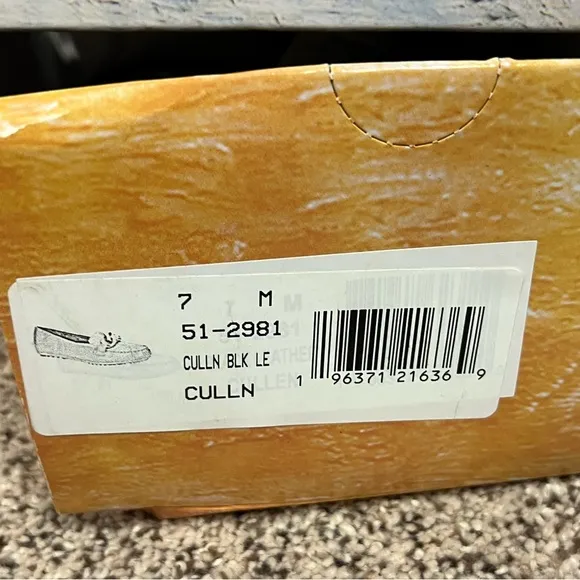 7 M
51-2981
CULLN BLK LE
CULLN
1 96371 21636 9